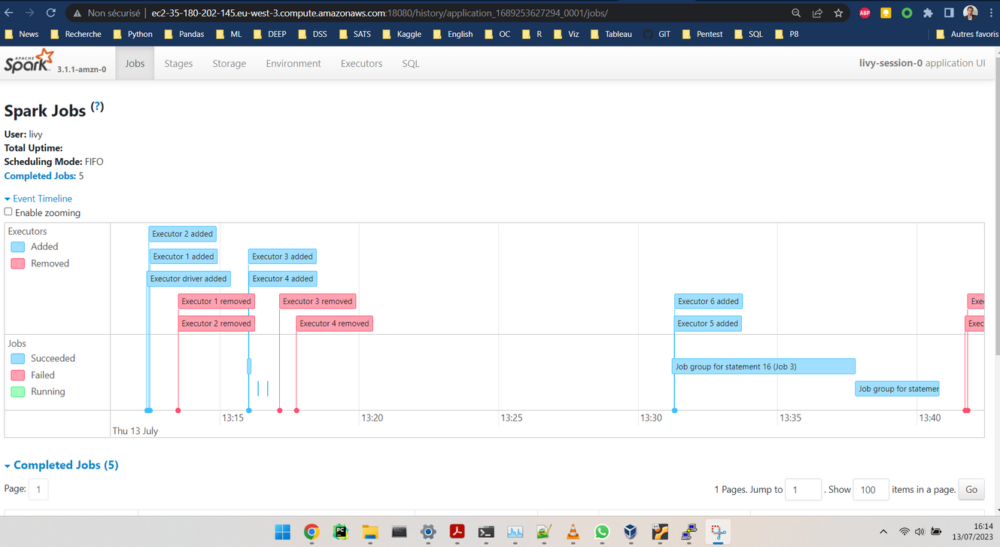 Non sécurisé | ec2-35-180-202-145.eu-west-3.compute.amazonaws.com:18080/history/application_1689253627294_0001/jobs/
ABP
News Recherche Python Pandas ML DEEP DSS SATS Kaggle English OC R Viz Tableau GIT Pentest SQL P8 Autres favoris
APACHE Spark 3.1.1-amzn-0 Jobs Stages Storage Environment Executors SQL livy-session-0 application UI
Spark Jobs (?)
User: livy
Total Uptime:
Scheduling Mode: FIFO
Completed Jobs: 5
Event Timeline
Enable zooming
Executors
Added
Removed
Executor 2 added
Executor 1 added Executor 3 added
Executor driver added Executor 4 added
Executor 1 removed Executor 3 removed Executor 6 added Exec
Executor 2 removed Executor 4 removed Executor 5 added Exec
Jobs
Succeeded
Failed
Running
Job group for statement 16 (Job 3)
Job group for statemen
13:15 13:20 13:25 13:30 13:35 13:40
Thu 13 July
Completed Jobs (5)
Page: 1 1 Pages. Jump to 1 . Show 100 items in a page. Go
16:14
13/07/2023